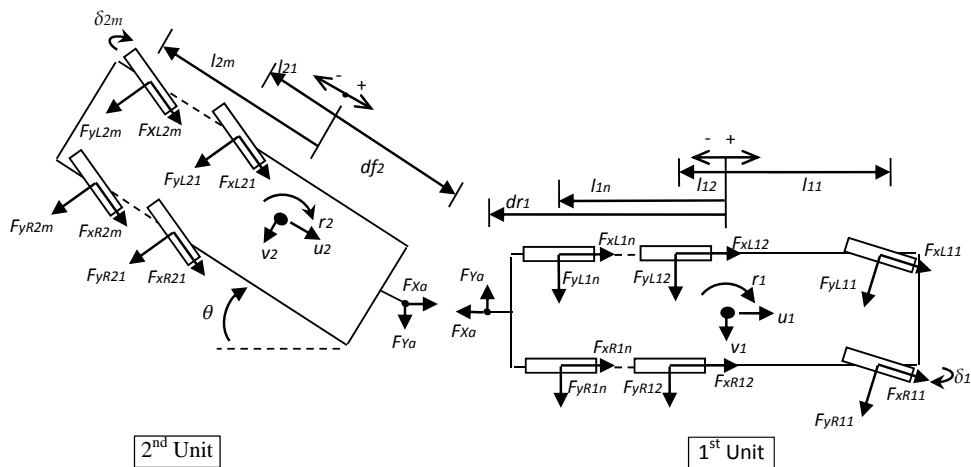 δ2m
l2m
l21
- +
FyL2m
FxL2m
FyL21
FxL21
df2
FyR2m
FxR2m
FyR21
FxR21
r2
v2
u2
θ
FXa
FYa
- +
l12
l11
l1n
dr1
FYa
FXa
FxL1n
FyL1n
FxL12
FyL12
FxL11
FyL11
r1
u1
v1
FxR1n
FyR1n
FyR12
FxR12
FxR11
FyR11
δ1
2nd Unit
1st Unit